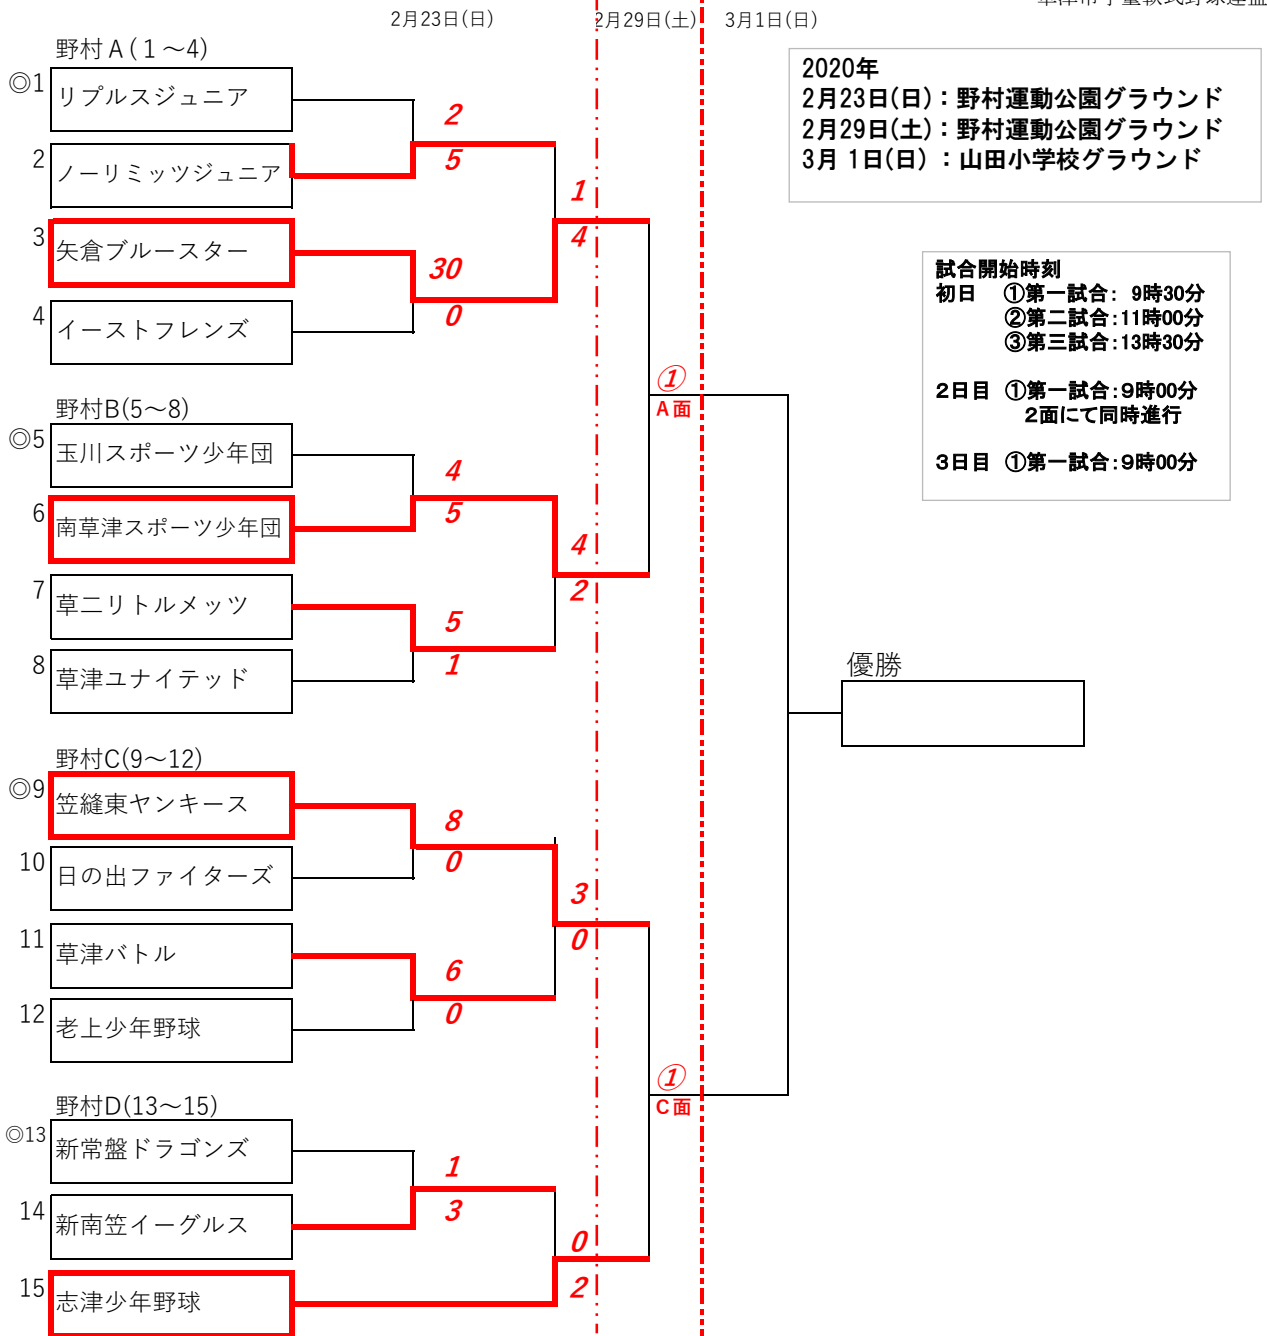 2月23日(日)
2月29日(土)
3月1日(日)
2020年
2月23日(日)：野村運動公園グラウンド
2月29日(土)：野村運動公園グラウンド
3月 1日(日) ：山田小学校グラウンド
試合開始時刻
初日 ①第一試合： 9時30分
②第二試合：11時00分
③第三試合：13時30分
2日目 ①第一試合：9時00分
2面にて同時進行
3日目 ①第一試合：9時00分
野村Ａ(１～4)
◎1 リプルスジュニア
2 ノーリミッツジュニア
3 矢倉ブルースター
4 イーストフレンズ
2
5
30
0
1
4
野村B(5～8)
◎5 玉川スポーツ少年団
6 南草津スポーツ少年団
7 草二リトルメッツ
8 草津ユナイテッド
4
5
5
1
4
2
①
A面
優勝
野村C(9～12)
◎9 笠縫東ヤンキース
10 日の出ファイターズ
11 草津バトル
12 老上少年野球
8
0
6
0
3
0
野村D(13～15)
◎13 新常盤ドラゴンズ
14 新南笠イーグルス
15 志津少年野球
1
3
0
2
①
C面